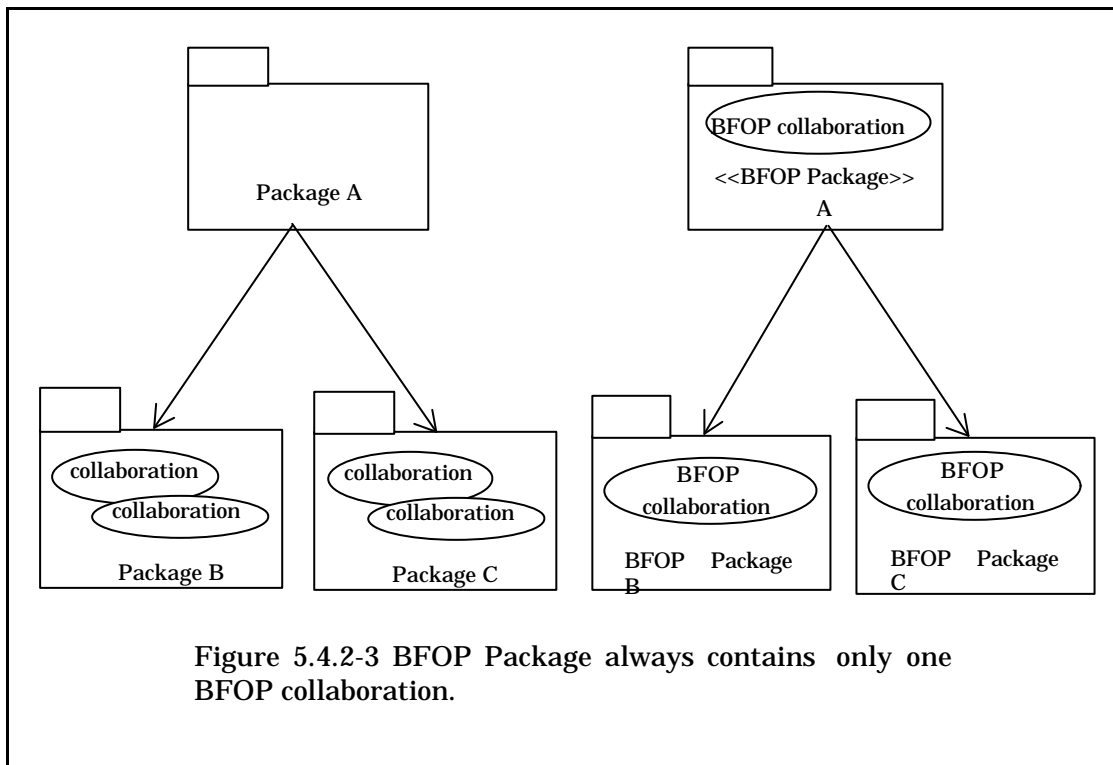 Package A
BFOP collaboration
<<BFOP Package>>
A
collaboration
collaboration
Package B
collaboration
collaboration
Package C
BFOP
collaboration
BFOP Package
B
BFOP
collaboration
BFOP Package
C
Figure 5.4.2-3 BFOP Package always contains only one
BFOP collaboration.